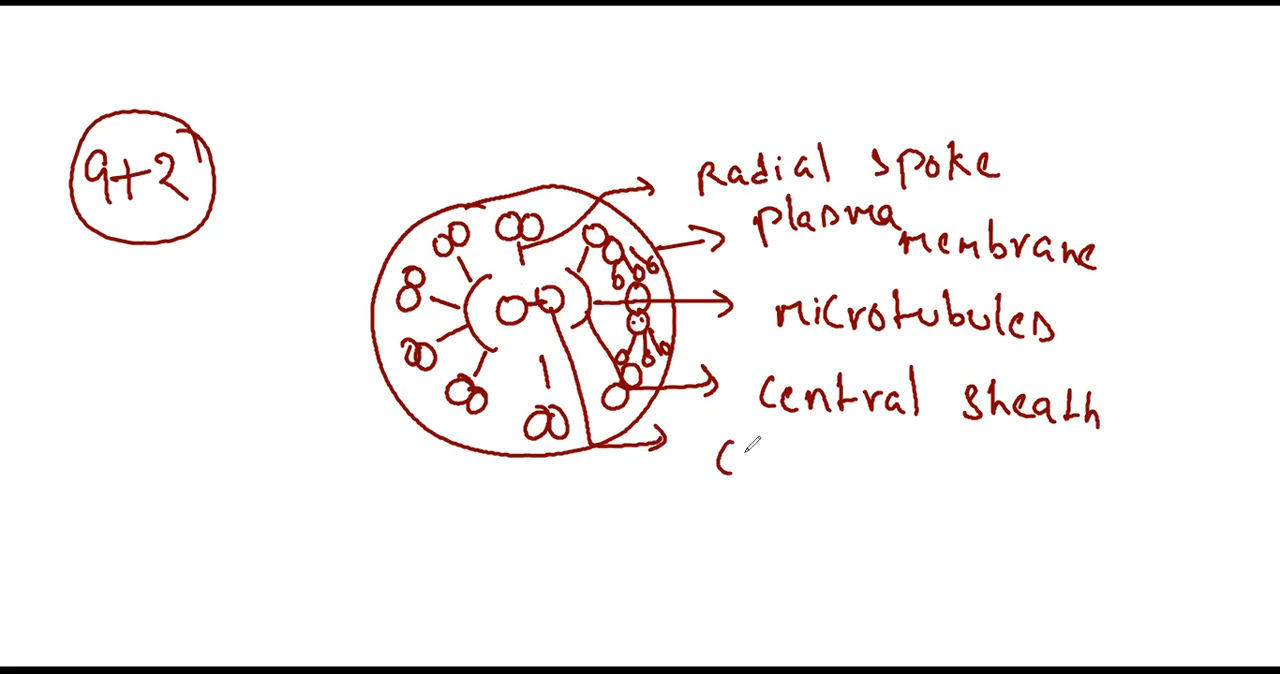 9+2
Radial spoke
plasma
membrane
microtubules
Central sheath
C